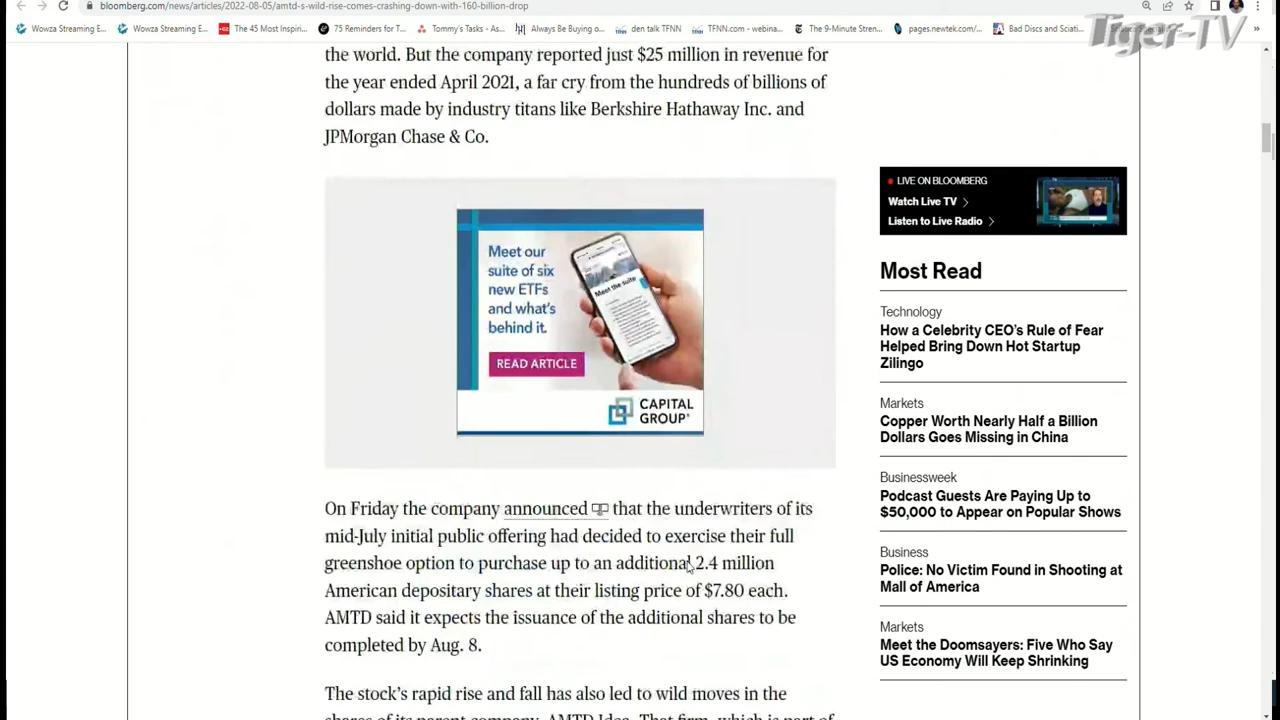 bloomberg.com/news/articles/2022-08-05/amtd-s-wild-rise-comes-crashing-down-with-160-billion-drop
Wowza Streaming E...
Wowza Streaming E...
The 45 Most Inspiri...
75 Reminders for T...
Tommy's Tasks - As...
Always Be Buying o...
den talk TFNN
TFNN.com - webina...
The 9-Minute Stren...
pages.newtek.com/...
Bad Discs and Sciati...
Tiger-TV
the world. But the company reported just $25 million in revenue for
the year ended April 2021, a far cry from the hundreds of billions of
dollars made by industry titans like Berkshire Hathaway Inc. and
JPMorgan Chase & Co.
Meet our
suite of six
new ETFs
and what's
behind it.
READ ARTICLE
Meet the suite
CAPITAL
GROUP®
On Friday the company announced that the underwriters of its
mid-July initial public offering had decided to exercise their full
greenshoe option to purchase up to an additional 2.4 million
American depositary shares at their listing price of $7.80 each.
AMTD said it expects the issuance of the additional shares to be
completed by Aug. 8.
The stock's rapid rise and fall has also led to wild moves in the
shares of its parent company, AMTD Idea. That firm, which is part of
LIVE ON BLOOMBERG
Watch Live TV
Listen to Live Radio
Most Read
Technology
How a Celebrity CEO's Rule of Fear
Helped Bring Down Hot Startup
Zilingo
Markets
Copper Worth Nearly Half a Billion
Dollars Goes Missing in China
Businessweek
Podcast Guests Are Paying Up to
$50,000 to Appear on Popular Shows
Business
Police: No Victim Found in Shooting at
Mall of America
Markets
Meet the Doomsayers: Five Who Say
US Economy Will Keep Shrinking